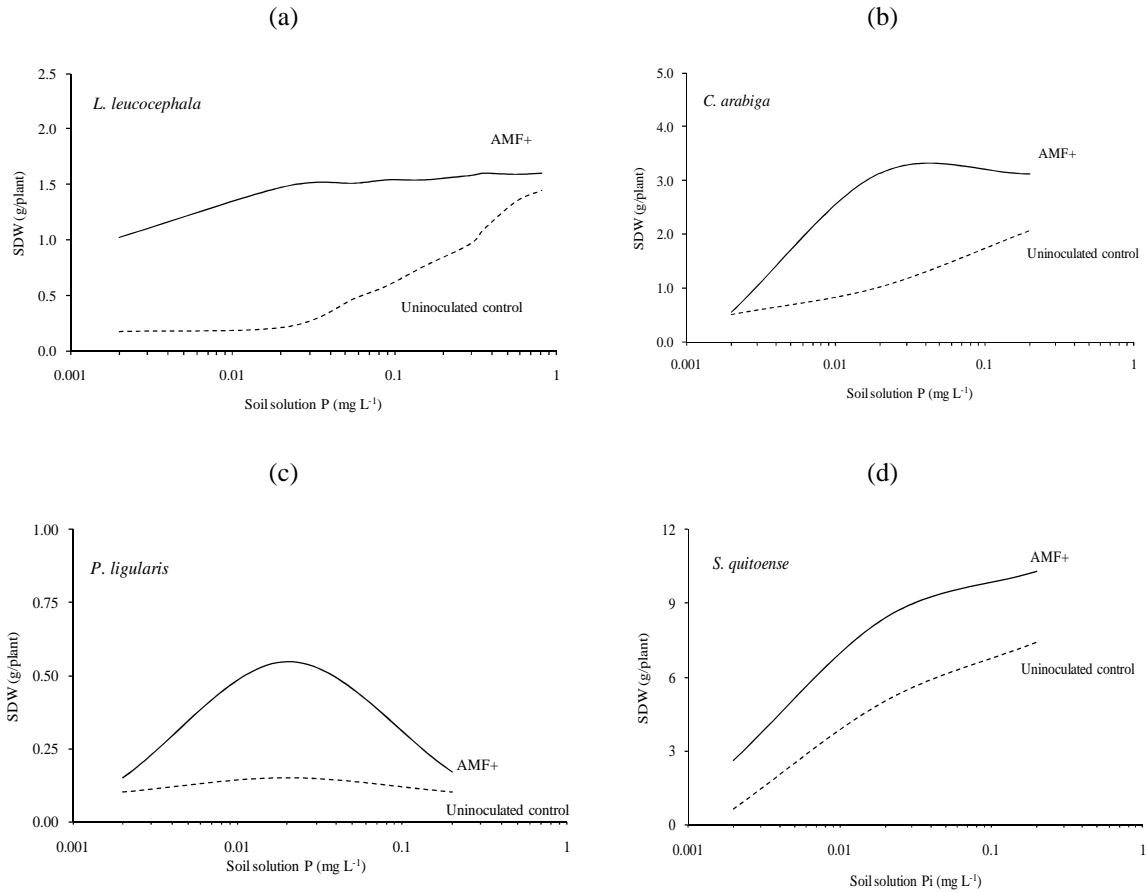 (a)
2.5
2.0
1.5
1.0
0.5
0.0
SDW (g/plant)
L. leucocephala
AMF+
Uninoculated control
0.001
0.01
0.1
1
Soil solution P (mg L-1)
(b)
5.0
4.0
3.0
2.0
1.0
0.0
SDW (g/plant)
C. arabiga
AMF+
Uninoculated control
0.001
0.01
0.1
1
Soil solution P (mg L-1)
(c)
1.00
0.75
0.50
0.25
0.00
SDW (g/plant)
P. ligularis
AMF+
Uninoculated control
0.001
0.01
0.1
1
Soil solution P (mg L-1)
(d)
12
9
6
3
0
SDW (g/plant)
S. quitoense
AMF+
Uninoculated control
0.001
0.01
0.1
1
Soil solution Pi (mg L-1)